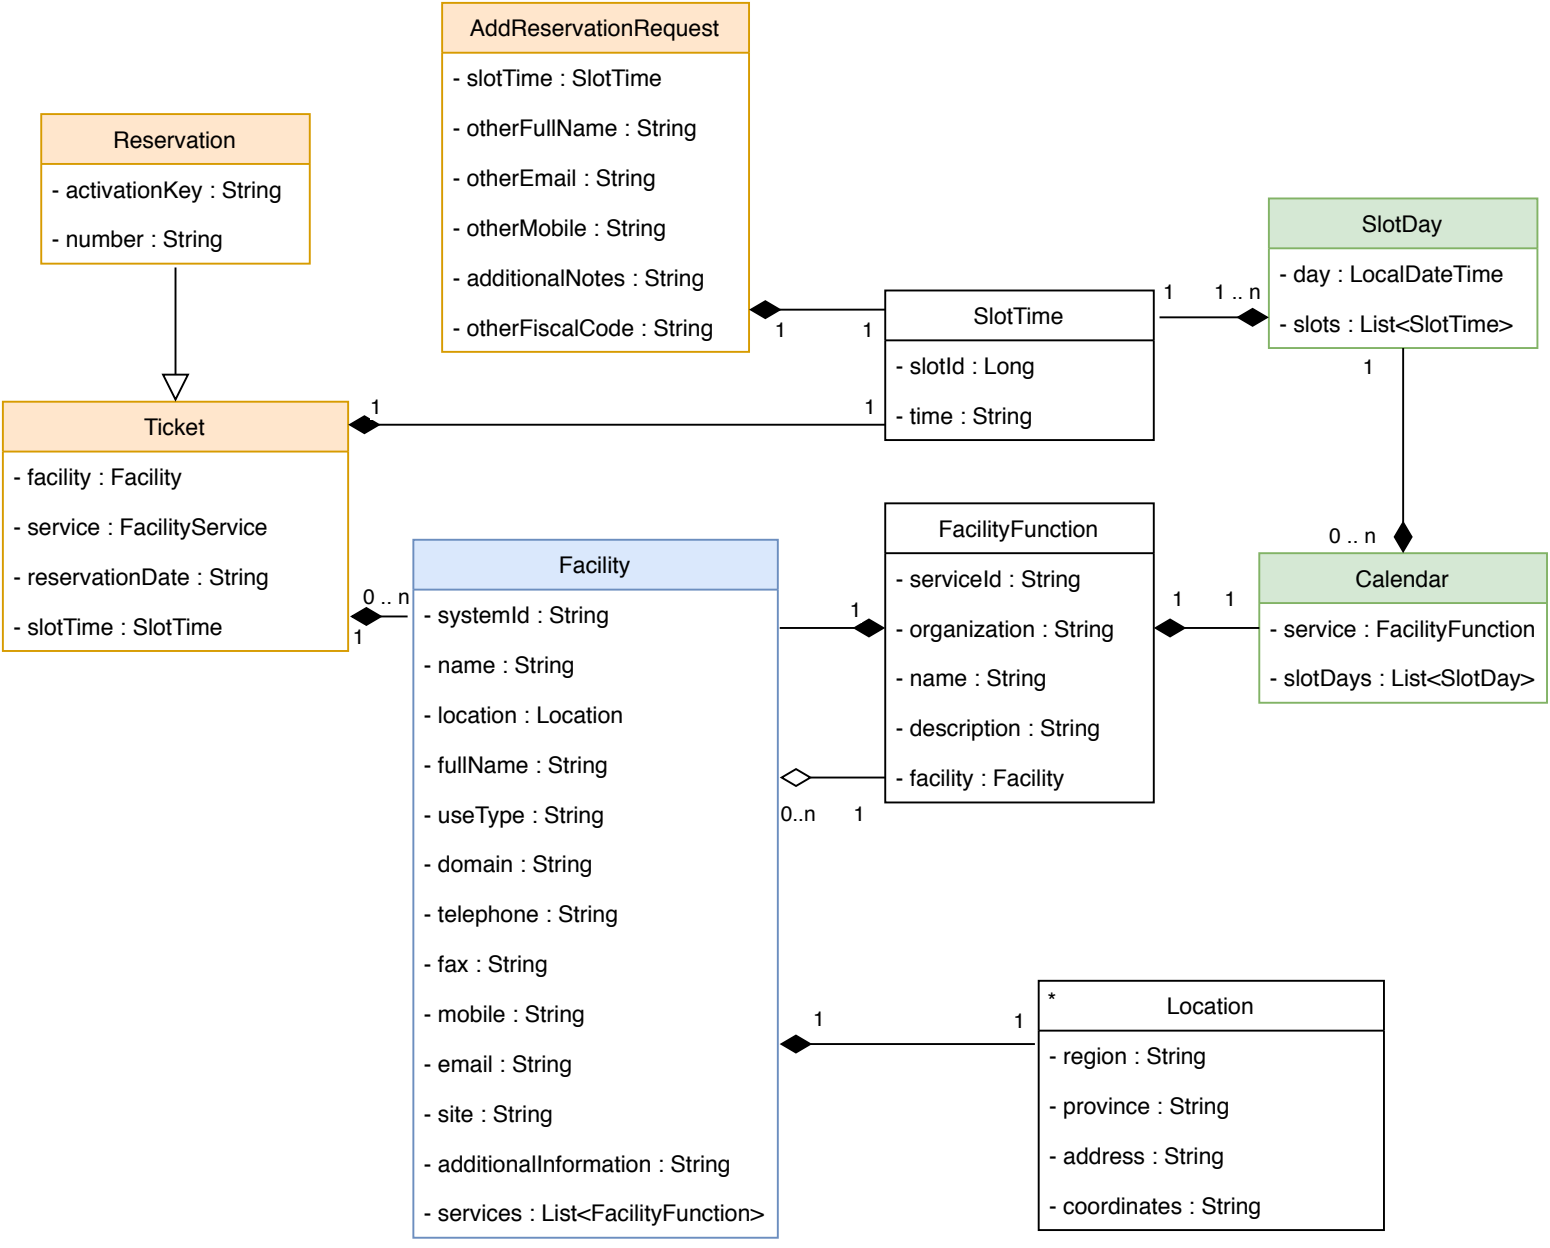 AddReservationRequest
- slotTime : SlotTime
- otherFullName : String
- otherEmail : String
- otherMobile : String
- additionalNotes : String
- otherFiscalCode : String
Reservation
- activationKey : String
- number : String
SlotDay
- day : LocalDateTime
- slots : List<SlotTime>
1
1 .. n
1
1
SlotTime
- slotId : Long
- time : String
1
1
1
Ticket
- facility : Facility
- service : FacilityService
- reservationDate : String
- slotTime : SlotTime
0 .. n
1
Facility
- systemId : String
- name : String
- location : Location
- fullName : String
- useType : String
- domain : String
- telephone : String
- fax : String
- mobile : String
- email : String
- site : String
- additionalInformation : String
- services : List<FacilityFunction>
1
0..n
1
FacilityFunction
- serviceId : String
- organization : String
- name : String
- description : String
- facility : Facility
1
1
0 .. n
Calendar
- service : FacilityFunction
- slotDays : List<SlotDay>
1
1
*
Location
- region : String
- province : String
- address : String
- coordinates : String